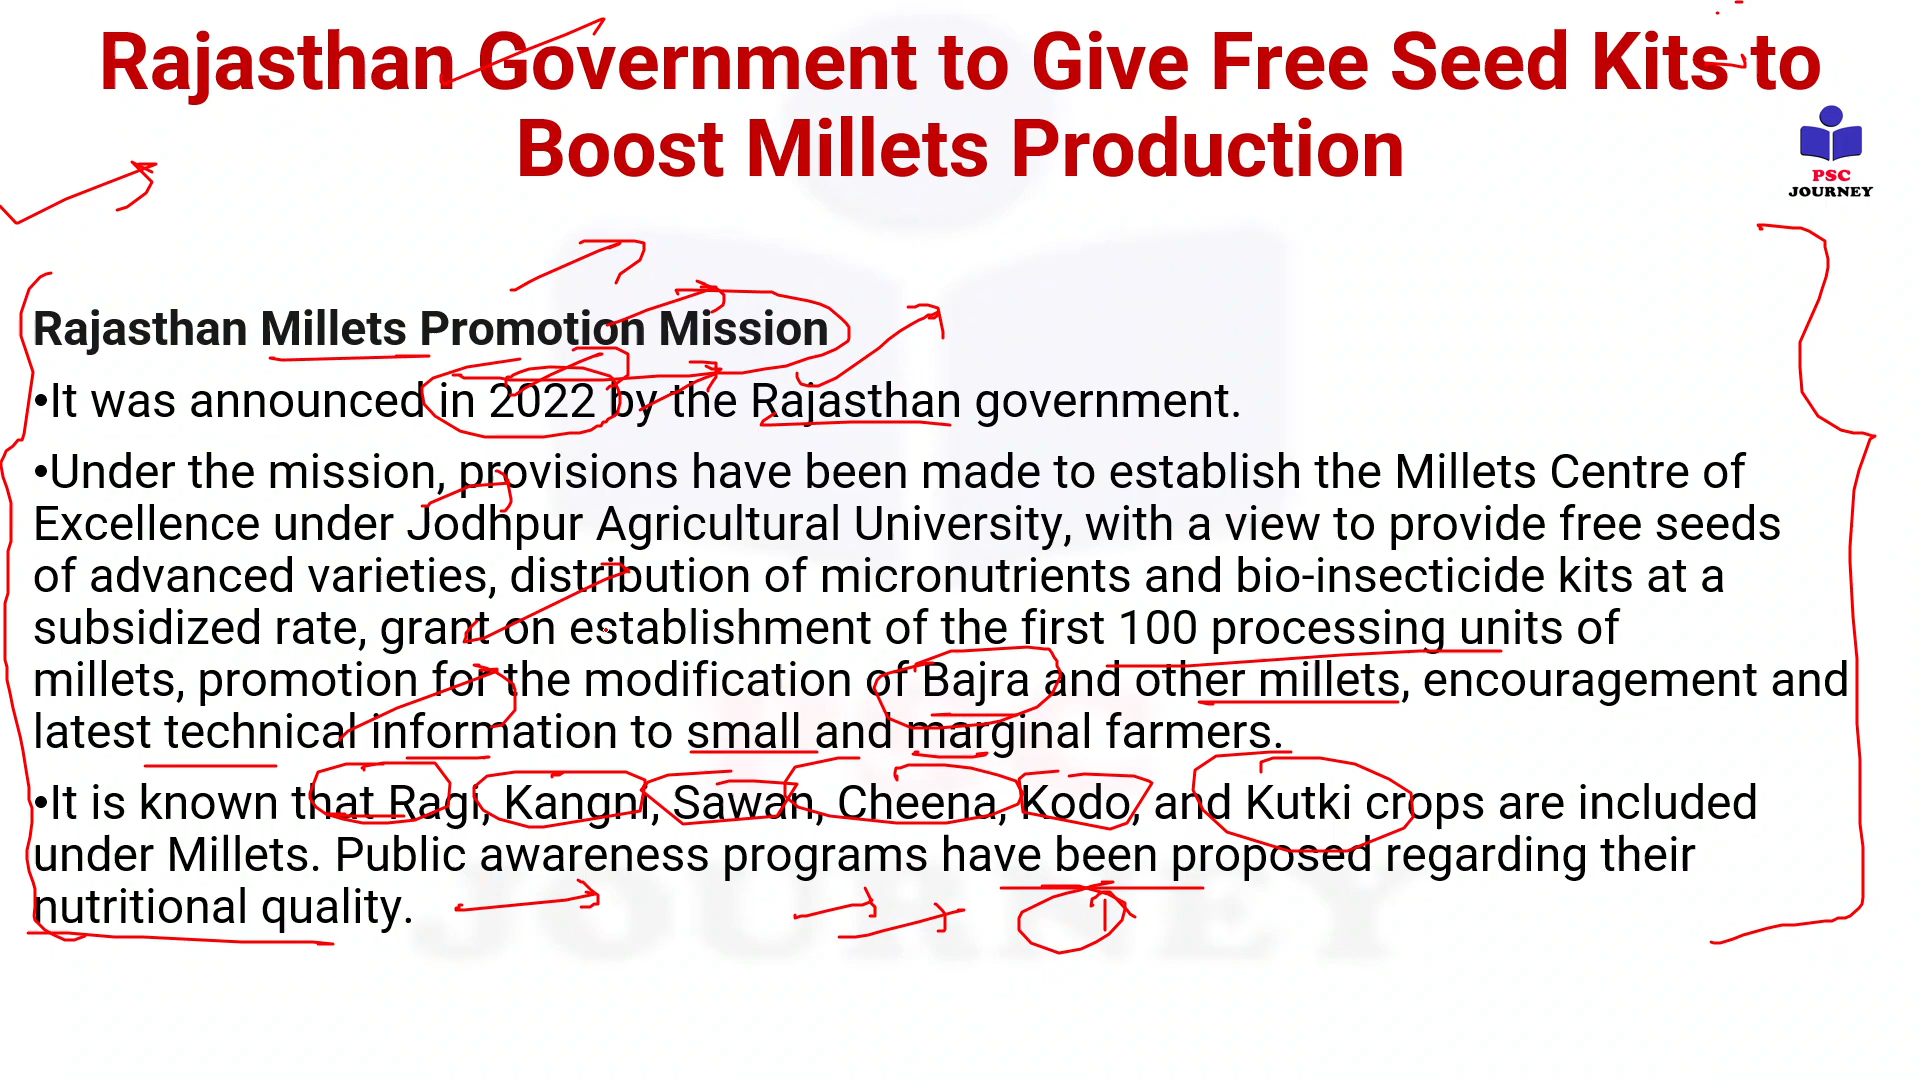 Rajasthan Government to Give Free Seed Kits to
Boost Millets Production
PSC
JOURNEY
Rajasthan Millets Promotion Mission
•It was announced in 2022 by the Rajasthan government.
•Under the mission, provisions have been made to establish the Millets Centre of
Excellence under Jodhpur Agricultural University, with a view to provide free seeds
of advanced varieties, distribution of micronutrients and bio-insecticide kits at a
subsidized rate, grant on establishment of the first 100 processing units of
millets, promotion for the modification of Bajra and other millets, encouragement and
latest technical information to small and marginal farmers.
•It is known that Ragi, Kangni, Sawan, Cheena, Kodo, and Kutki crops are included
under Millets. Public awareness programs have been proposed regarding their
nutritional quality.
JOURNEY